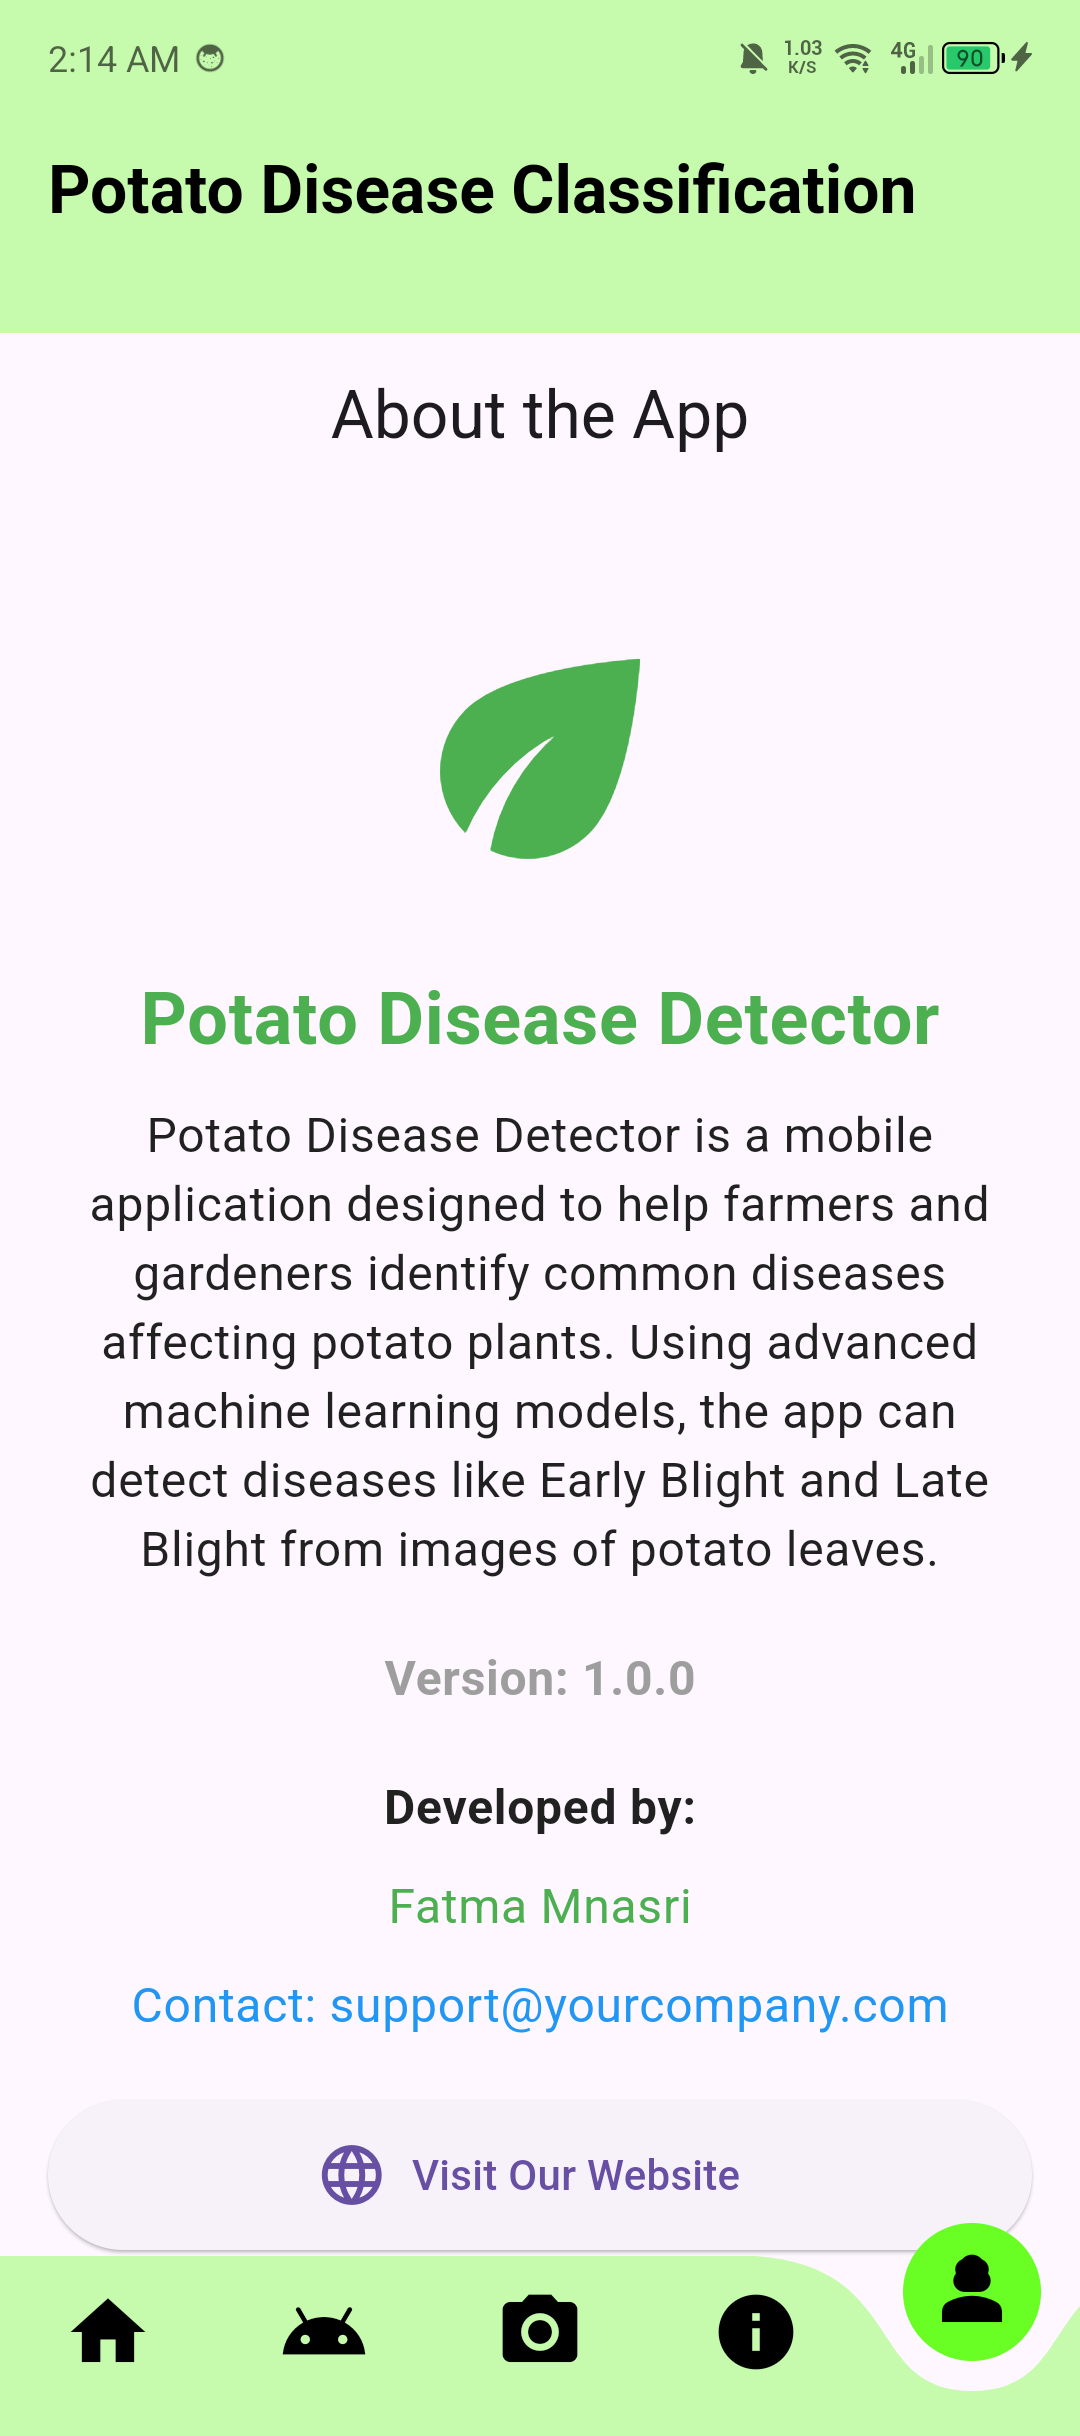 2:14 AM
1.03
K/S
4G
90
Potato Disease Classification
About the App
Potato Disease Detector
Potato Disease Detector is a mobile
application designed to help farmers and
gardeners identify common diseases
affecting potato plants. Using advanced
machine learning models, the app can
detect diseases like Early Blight and Late
Blight from images of potato leaves.
Version: 1.0.0
Developed by:
Fatma Mnasri
Contact: support@yourcompany.com
Visit Our Website